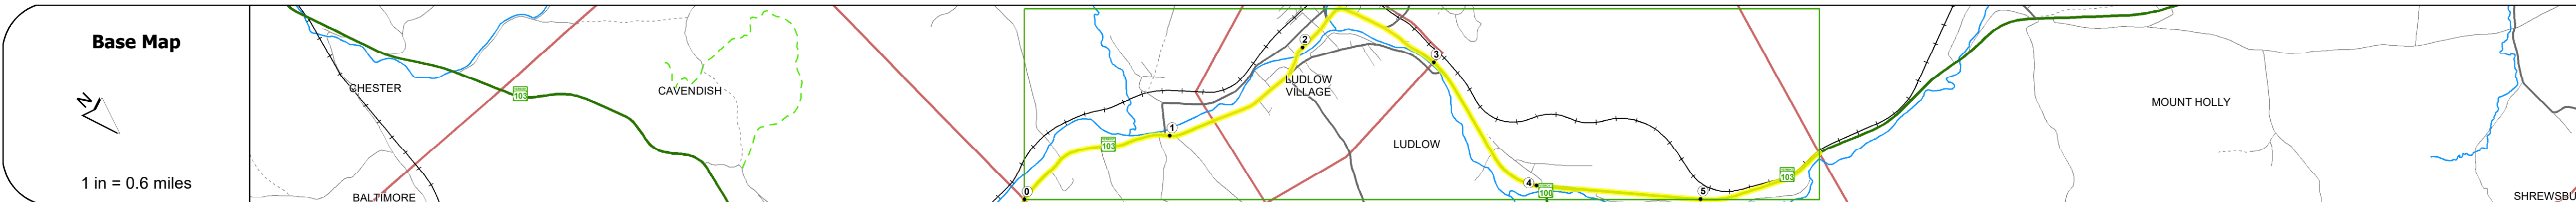 Base Map
N
1 in = 0.6 miles
CHESTER
BALTIMORE
103
CAVENDISH
0
103
1
2
LUDLOW
VILLAGE
3
LUDLOW
4
100
5
103
MOUNT HOLLY
SHREWSBU